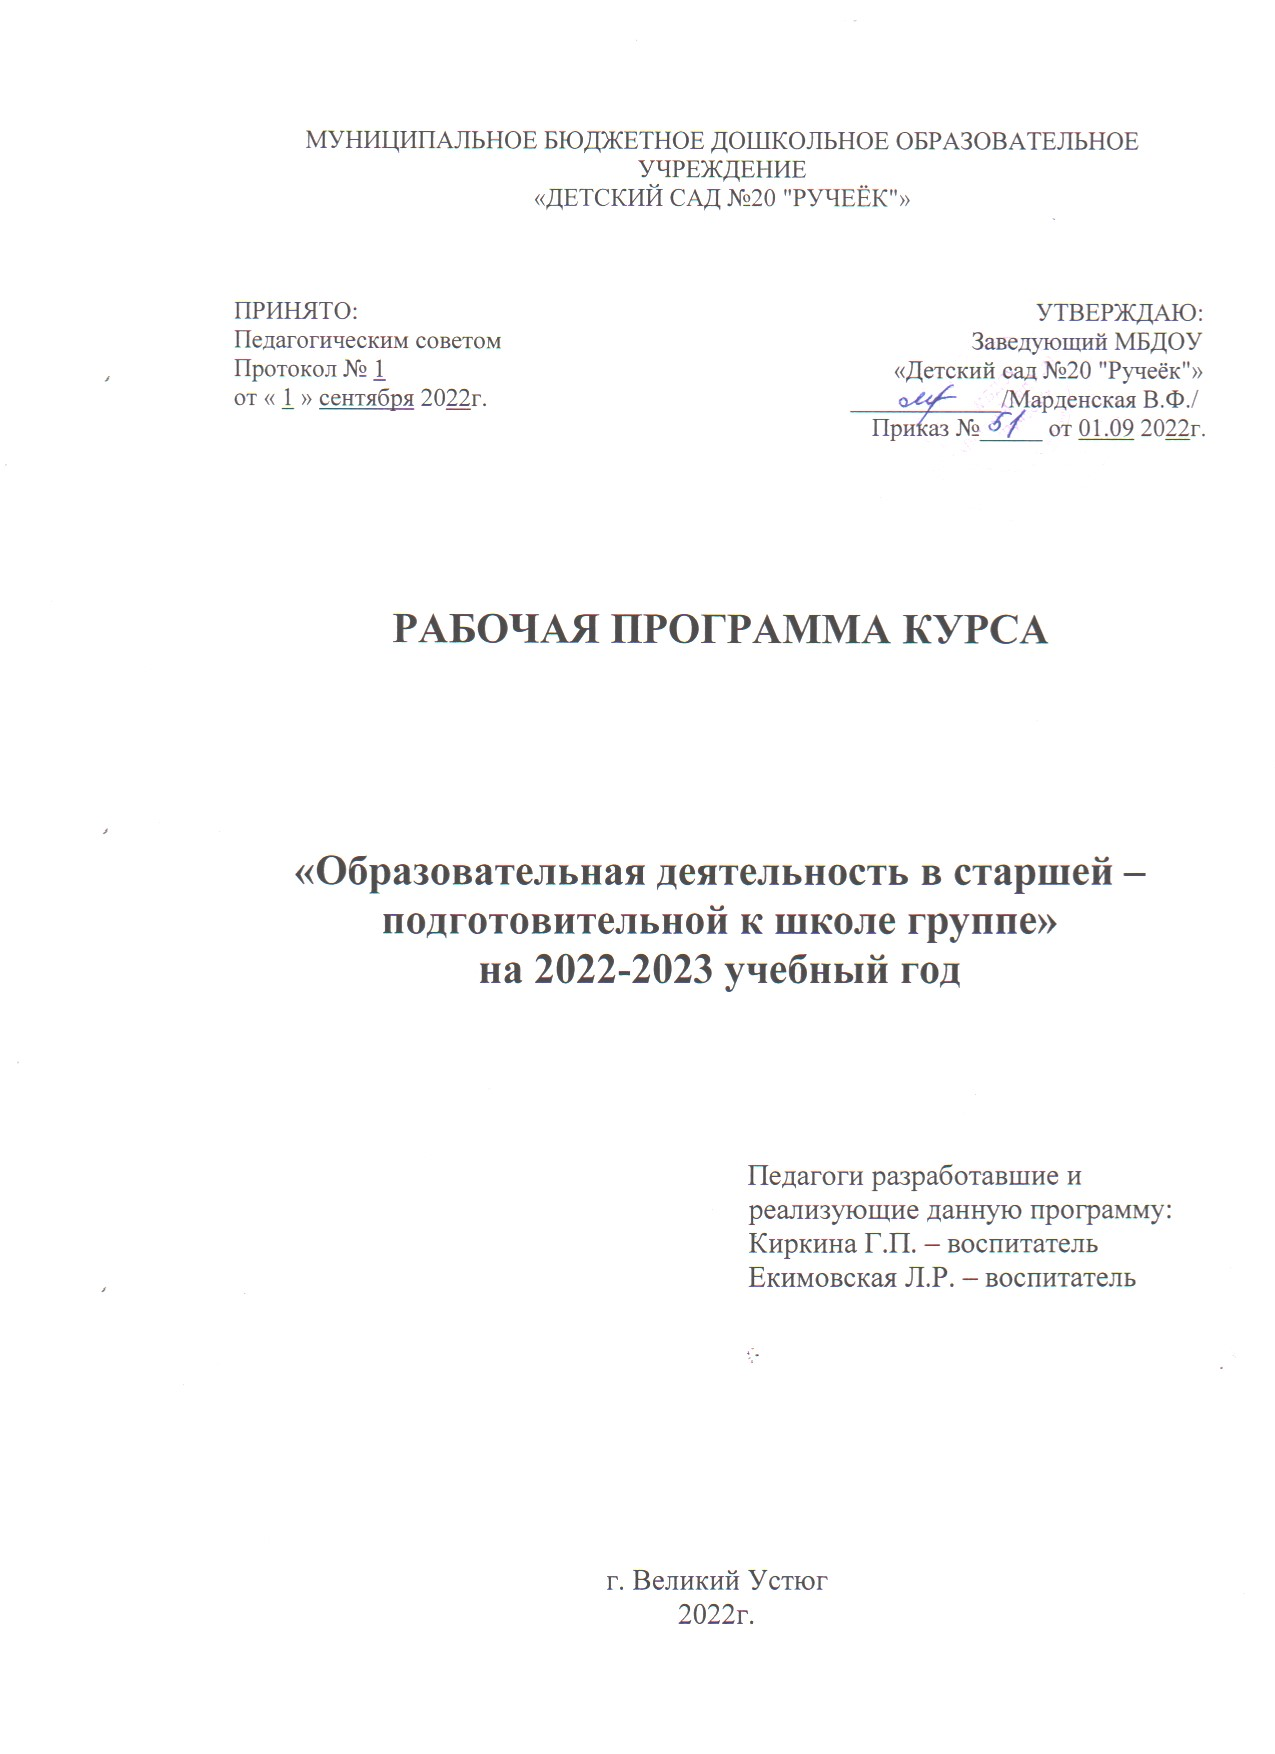 МУНИЦИПАЛЬНОЕ БЮДЖЕТНОЕ ДОШКОЛЬНОЕ ОБРАЗОВАТЕЛЬНОЕ
УЧРЕЖДЕНИЕ
«ДЕТСКИЙ САД №20 "РУЧЕЁК"»
ПРИНЯТО:
Педагогическим советом
Протокол № 1
от « 1 » сентября 2022г.
УТВЕРЖДАЮ:
Заведующий МБДОУ
«Детский сад №20 "Ручеёк"»
/Марденская В.Ф./
Приказ № 51 от 01.09 2022г.
РАБОЧАЯ ПРОГРАММА КУРСА
«Образовательная деятельность в старшей –
подготовительной к школе группе»
на 2022-2023 учебный год
Педагоги разработавшие и
реализующие данную программу:
Киркина Г.П. – воспитатель
Екимовская Л.Р. – воспитатель
г. Великий Устюг
2022г.